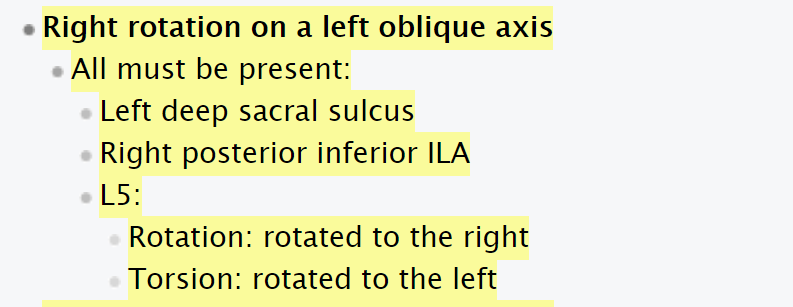 Right rotation on a left oblique axis
All must be present:
Left deep sacral sulcus
Right posterior inferior ILA
L5:
Rotation: rotated to the right
Torsion: rotated to the left